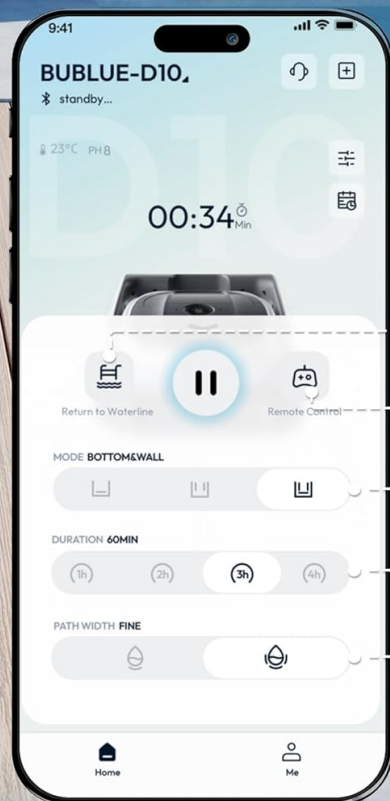 9:41
BUBLUE-D10
standby...
D10
23°C PH8
00:34 Min
Return to Waterline
Remote Control
MODE BOTTOM&WALL
DURATION 60MIN
1h 2h 3h 4h
PATH WIDTH FINE
Home Me